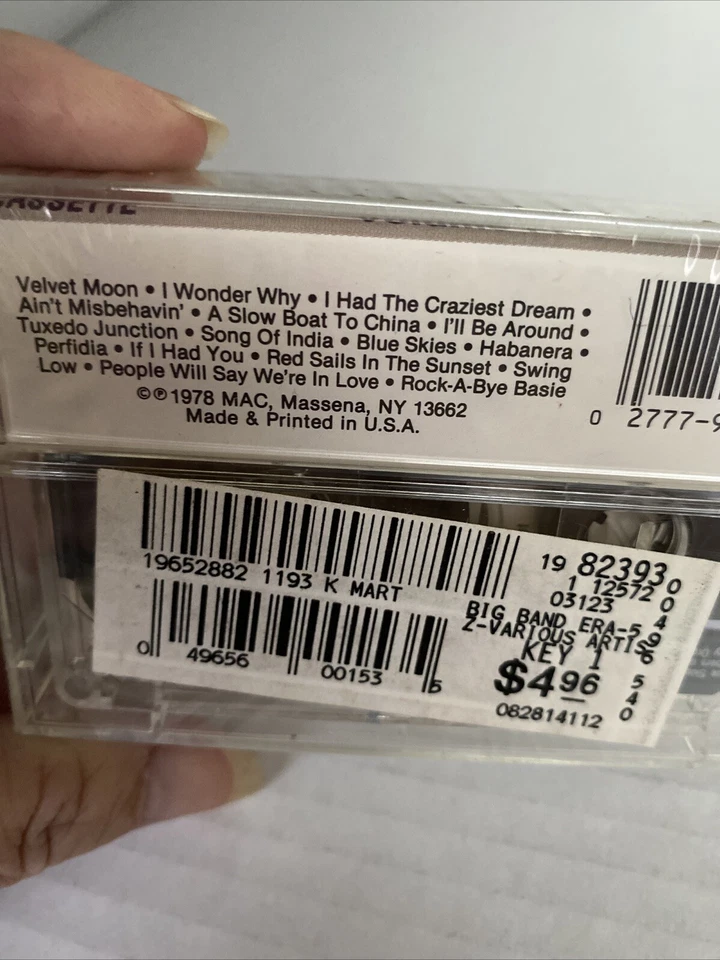 CASSETTE
Velvet Moon • I Wonder Why • I Had The Craziest Dream •
Ain't Misbehavin' • A Slow Boat To China • I'll Be Around •
Tuxedo Junction • Song Of India • Blue Skies • Habanera •
Perfidia • If I Had You • Red Sails In The Sunset • Swing
Low • People Will Say We're In Love • Rock-A-Bye Basie
©℗1978 MAC, Massena, NY 13662
Made & Printed in U.S.A.
0 2777-9
19652882 1193 K MART
0 49656 00153 5
19 82393 0
1 12572 0
03123 4
BIG BAND ERA-5 9
Z-VARIOUS ARTIS 6
KEY 1
$4.96 5
4
082814112 0